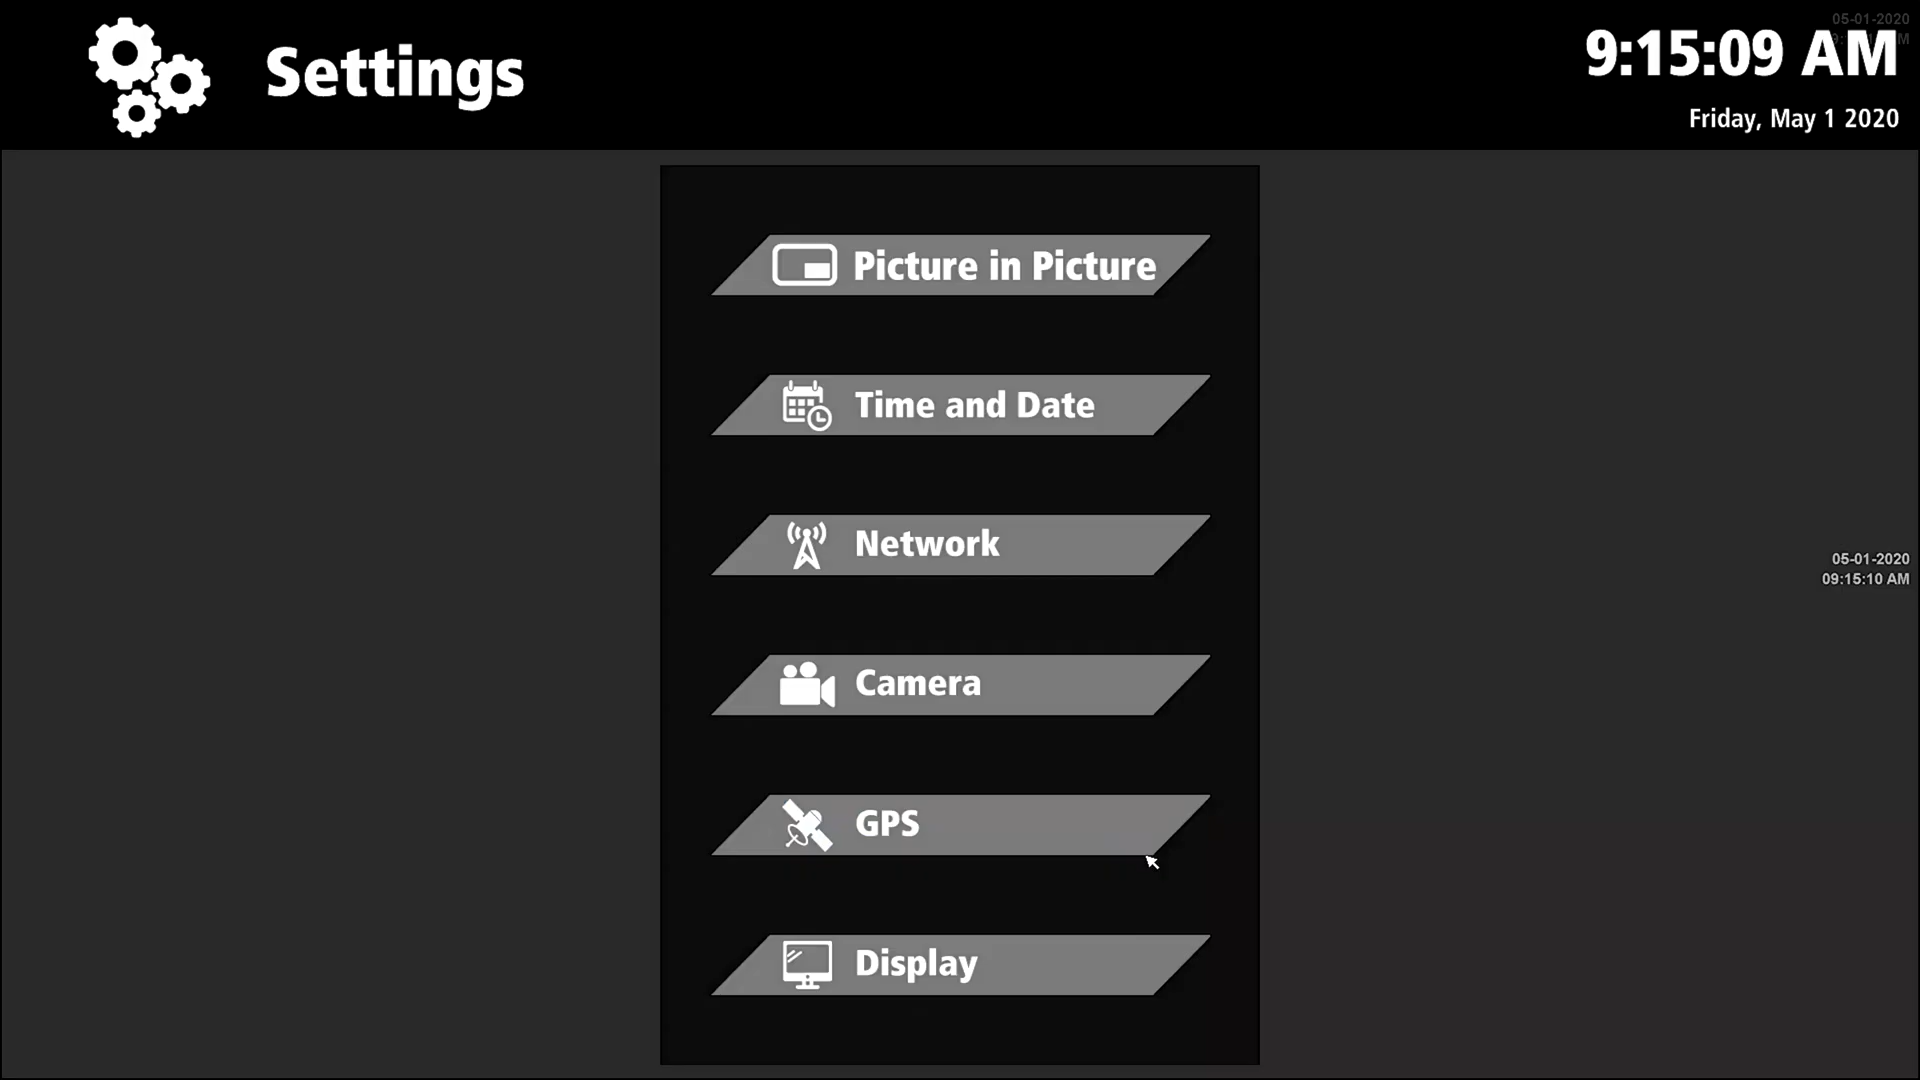 Settings
05-01-2020
9:15:09 AM
Friday, May 1 2020
Picture in Picture
Time and Date
Network
05-01-2020
09:15:10 AM
Camera
GPS
Display